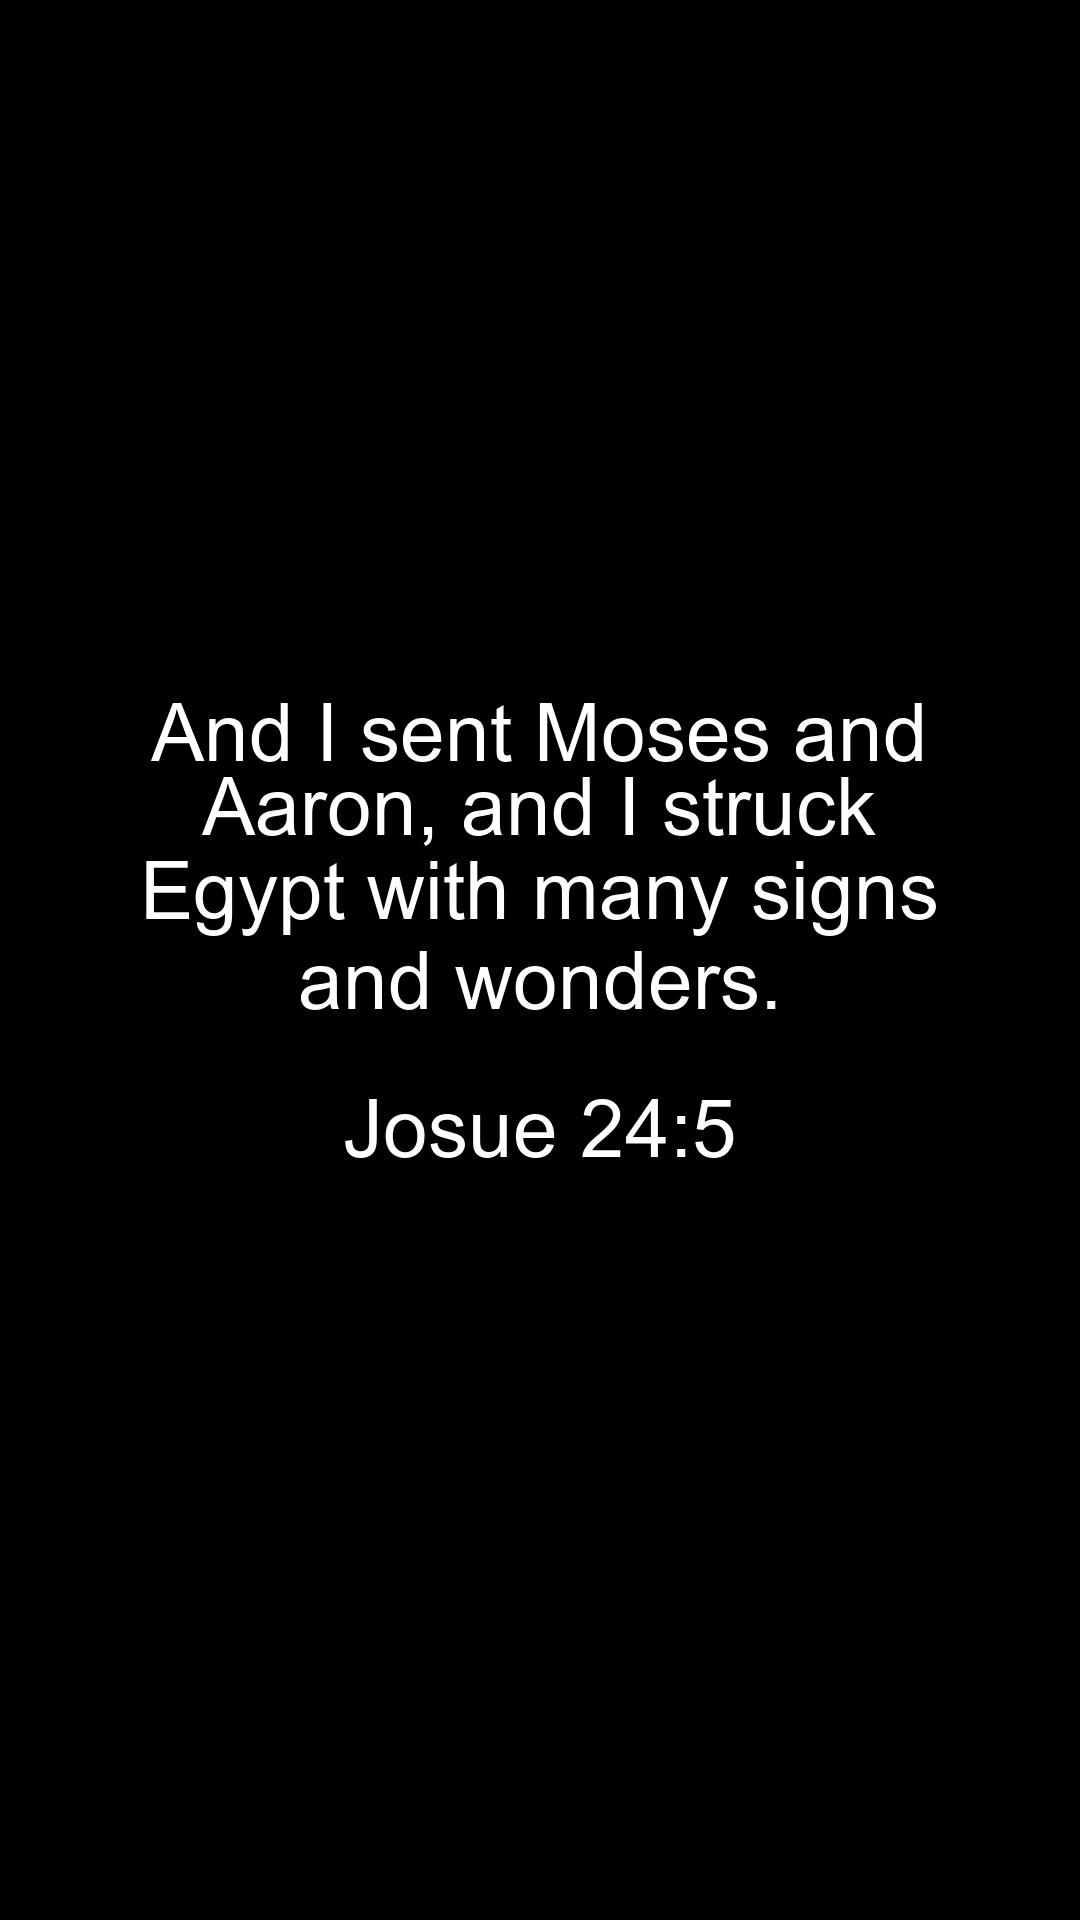 And I sent Moses and
Aaron, and I struck
Egypt with many signs
and wonders.
Josue 24:5